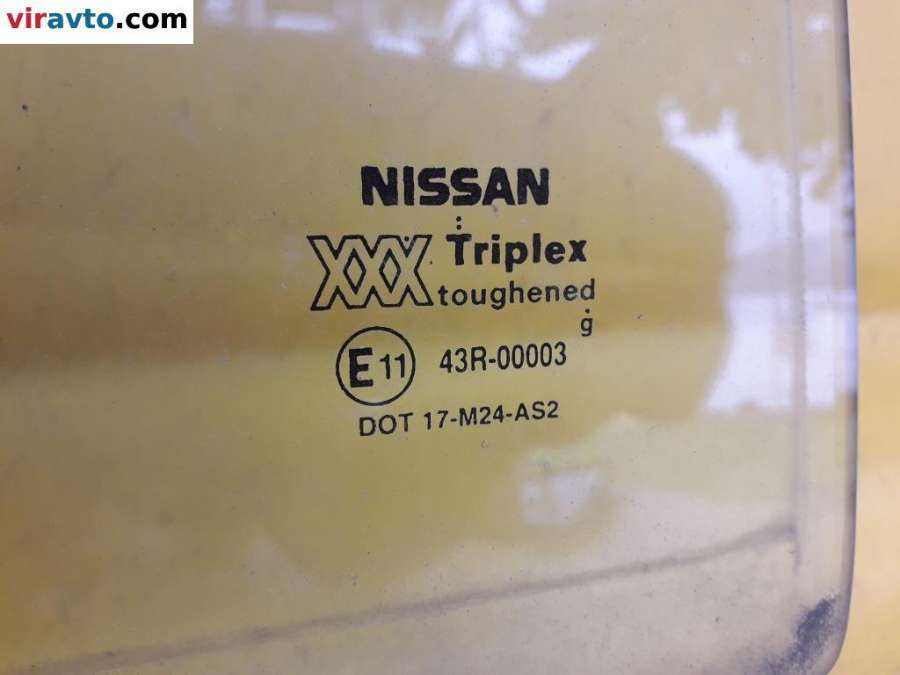 viravto.com
NISSAN
XXX Triplex
toughened
g
E11 43R-00003
DOT 17-M24-AS2